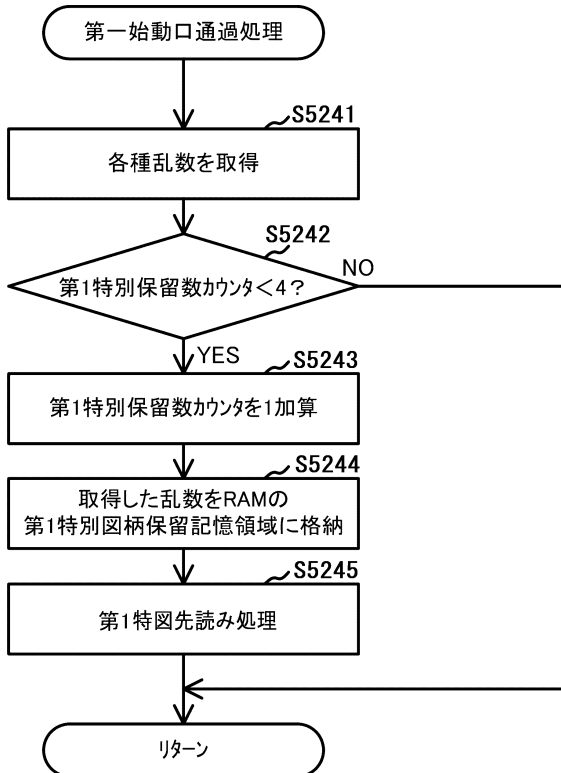 第一始動口通過処理
S5241
各種乱数を取得
S5242
第1特別保留数カウンタ＜4？
NO
YES
S5243
第1特別保留数カウンタを1加算
S5244
取得した乱数をRAMの
第1特別図柄保留記憶領域に格納
S5245
第1特図先読み処理
リターン